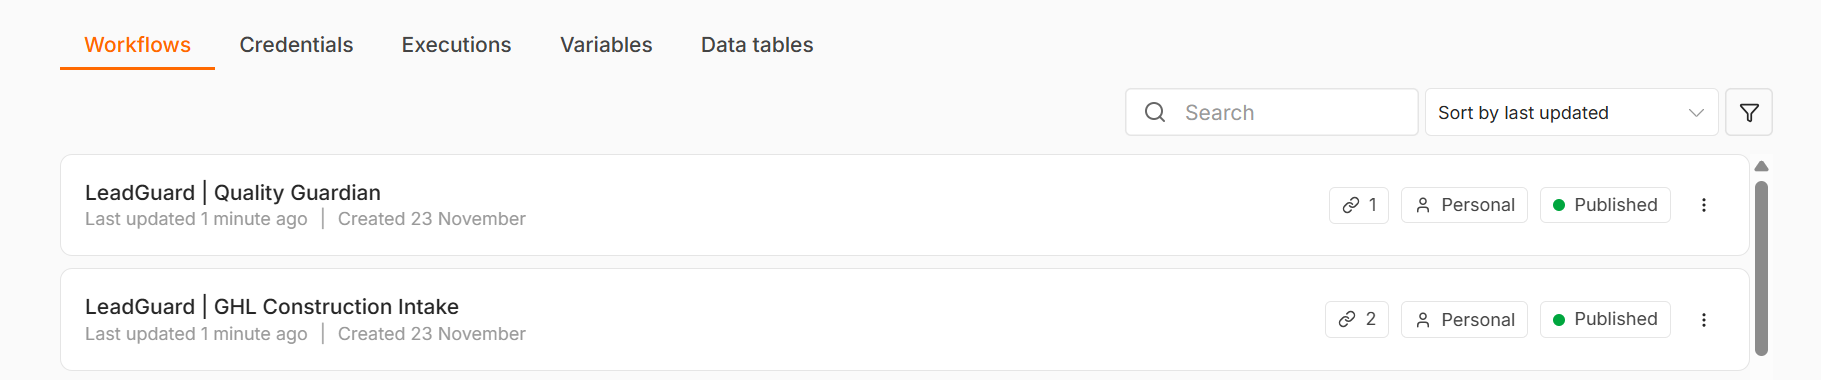 Workflows Credentials Executions Variables Data tables
Search Sort by last updated
LeadGuard | Quality Guardian
Last updated 1 minute ago | Created 23 November
1 Personal Published
LeadGuard | GHL Construction Intake
Last updated 1 minute ago | Created 23 November
2 Personal Published